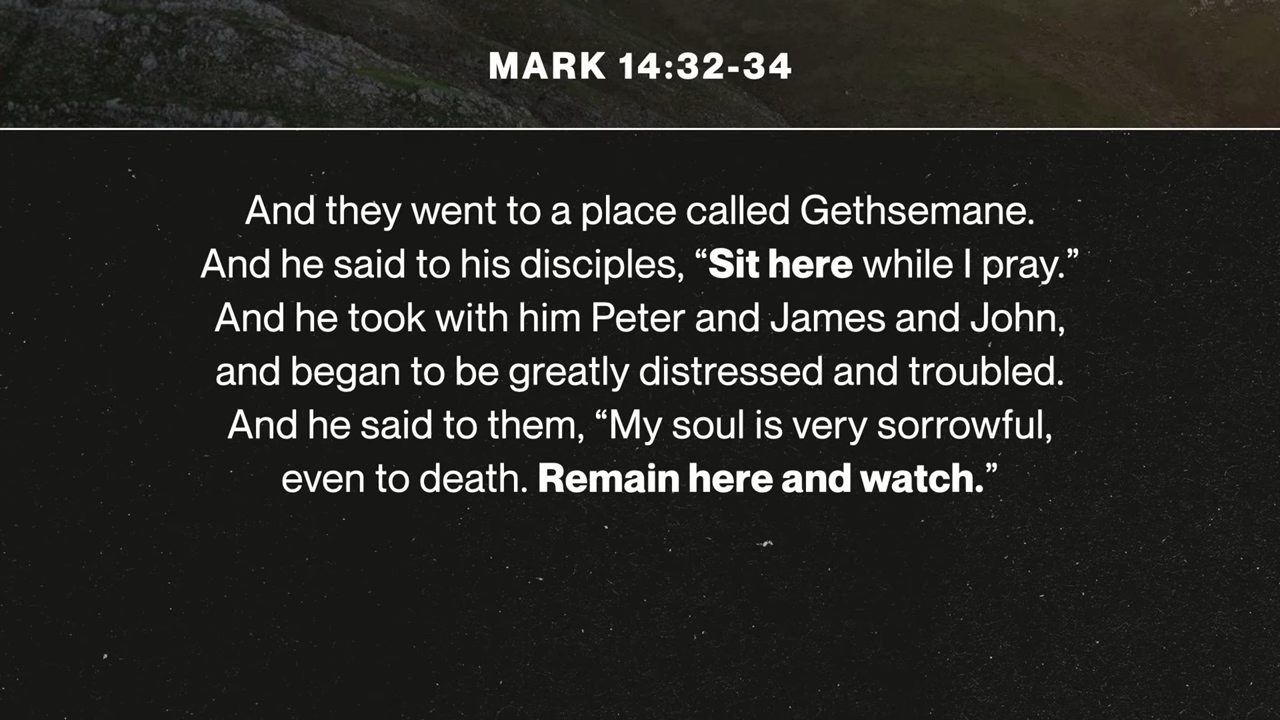 MARK 14:32-34
And they went to a place called Gethsemane.
And he said to his disciples, “Sit here while I pray.”
And he took with him Peter and James and John,
and began to be greatly distressed and troubled.
And he said to them, “My soul is very sorrowful,
even to death. Remain here and watch.”